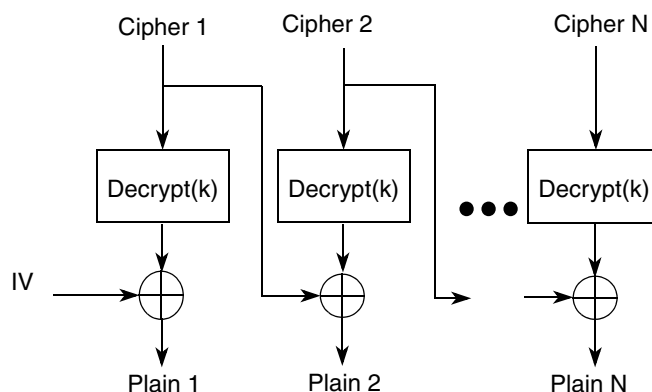 Cipher 1
Cipher 2
Cipher N
Decrypt(k)
Decrypt(k)
Decrypt(k)
IV
Plain 1
Plain 2
Plain N